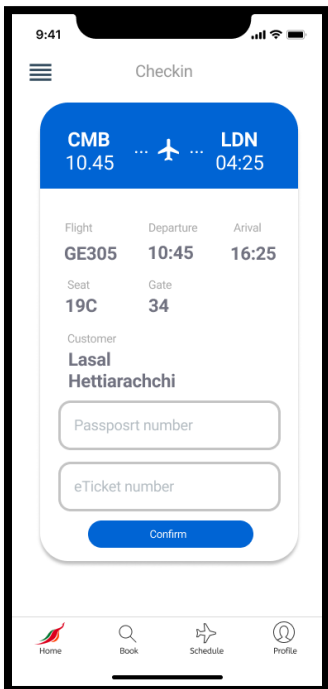 9:41
Checkin
CMB ... ... LDN
10.45 04:25
Flight Departure Arival
GE305 10:45 16:25
Seat Gate
19C 34
Customer
Lasal
Hettiarachchi
Passposrt number
eTicket number
Confirm
Home Book Schedule Profile